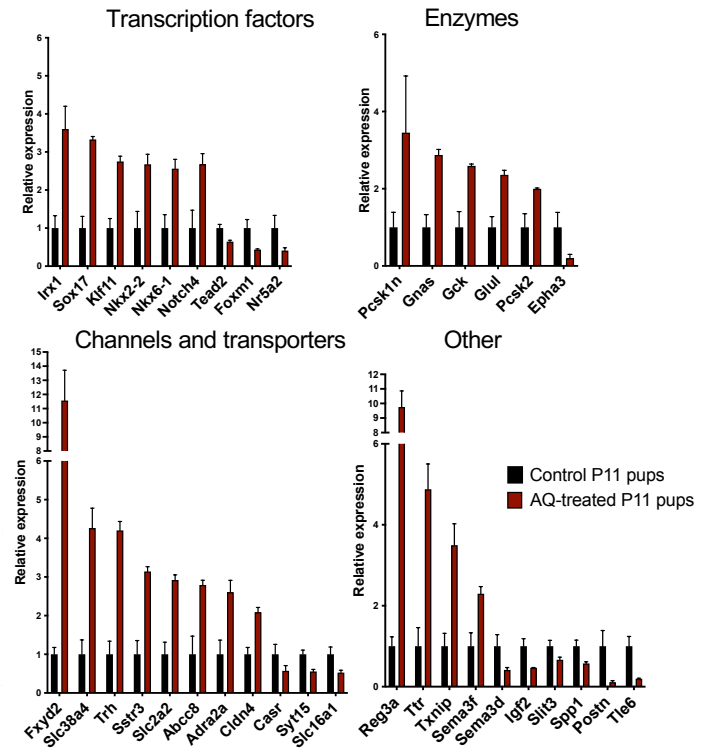 Transcription factors
Relative expression
6
5
4
3
2
1
0
Irx1
Sox17
Klf11
Nkx2-2
Nkx6-1
Notch4
Tead2
Foxm1
Nr5a2
Enzymes
Relative expression
6
4
2
0
Pcsk1n
Gnas
Gck
Glul
Pcsk2
Epha3
Channels and transporters
Relative expression
15
14
13
12
11
10
9
8
6
5
4
3
2
1
0
Fxyd2
Slc38a4
Trh
Sstr3
Slc2a2
Abcc8
Adra2a
Cldn4
Casr
Syt15
Slc16a1
Other
Relative expression
12
11
10
9
8
6
4
2
0
Reg3a
Ttr
Txnip
Sema3f
Sema3d
Igf2
Slit3
Spp1
Postn
Tle6
Control P11 pups
AQ-treated P11 pups